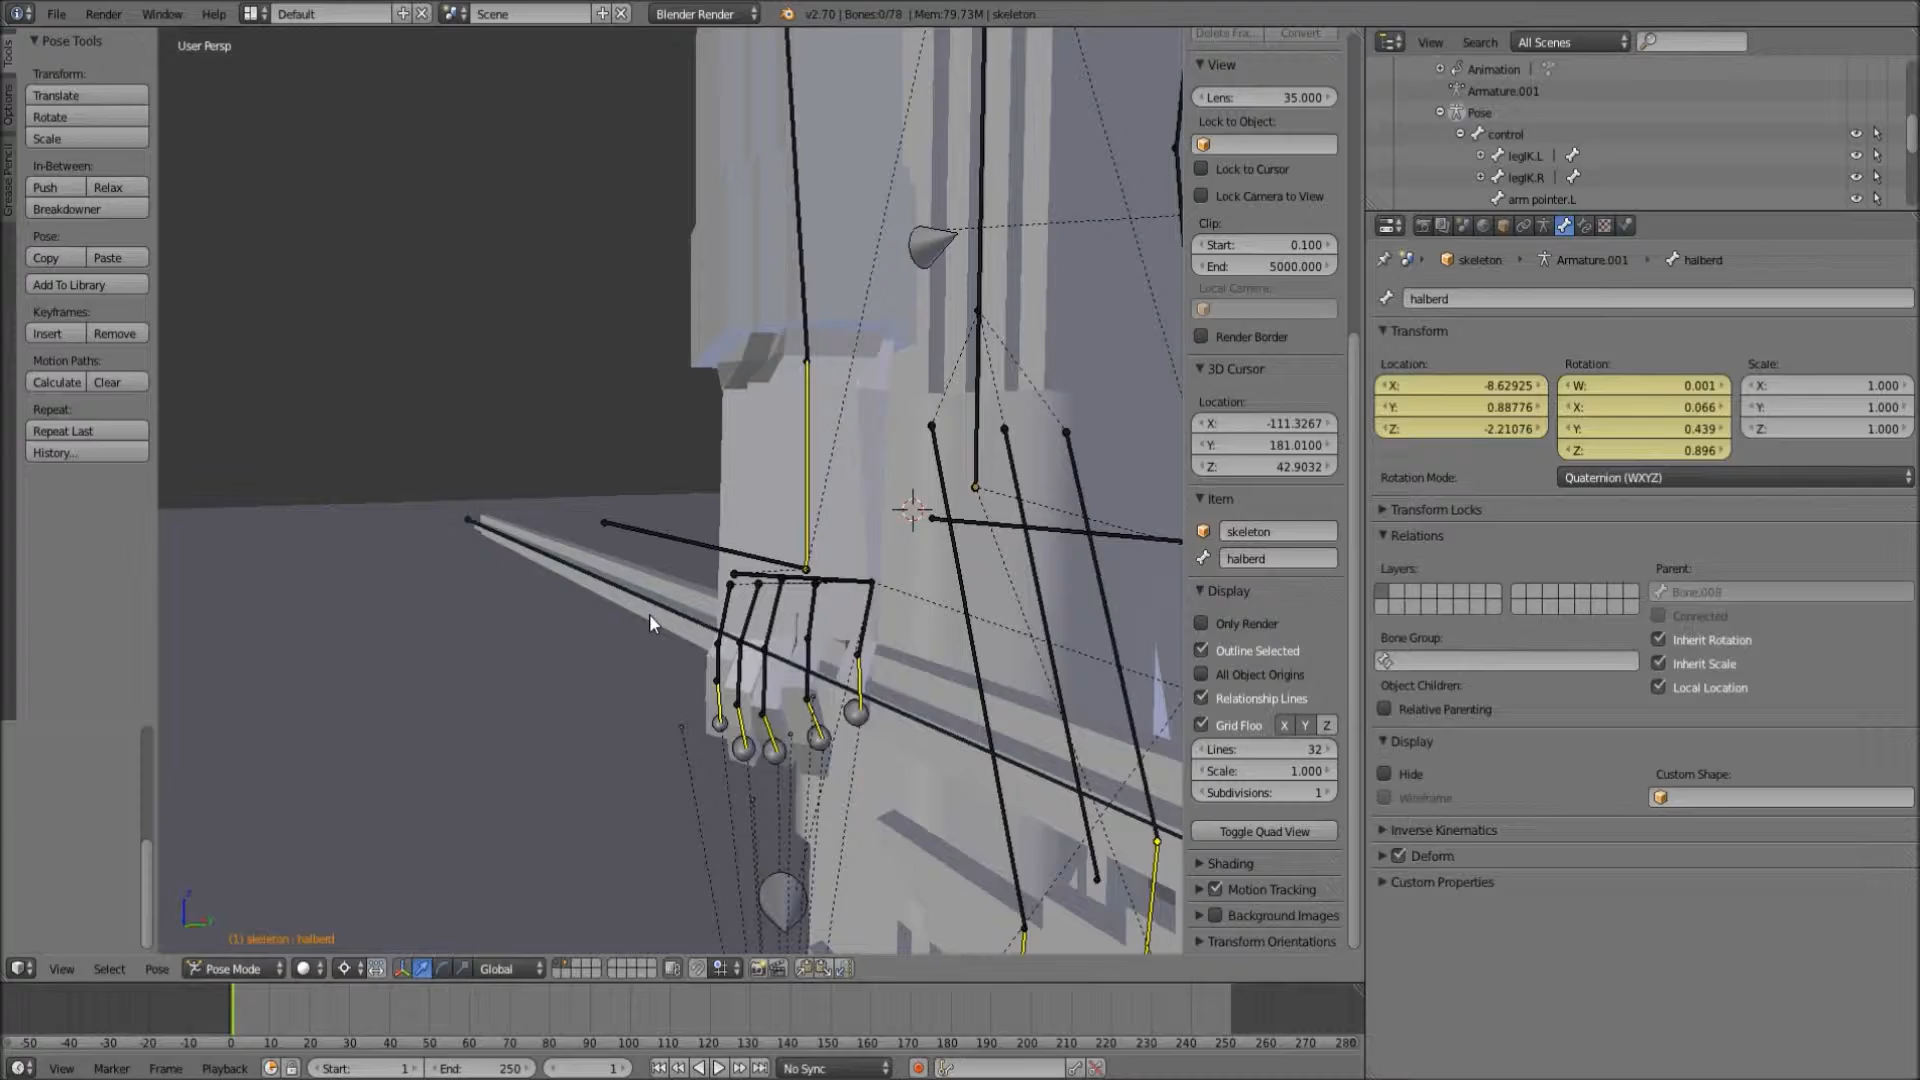 File Render Window Help Default Scene Blender Render v2.70 | Bones:0/78 | Mem:79.73M | skeleton
Tools
Options
Grease Pencil
Pose Tools
Transform:
Translate
Rotate
Scale
In-Between:
Push Relax
Breakdowner
Pose:
Copy Paste
Add To Library
Keyframes:
Insert Remove
Motion Paths:
Calculate Clear
Repeat:
Repeat Last
History...
User Persp
(1) skeleton : halberd
Delete Fra... Convert
View
Lens: 35.000
Lock to Object:
Lock to Cursor
Lock Camera to View
Clip:
Start: 0.100
End: 5000.000
Local Camera:
Render Border
3D Cursor
Location:
X: -111.3267
Y: 181.0100
Z: 42.9032
Item
skeleton
halberd
Display
Only Render
Outline Selected
All Object Origins
Relationship Lines
Grid Floo X Y Z
Lines: 32
Scale: 1.000
Subdivisions: 1
Toggle Quad View
Shading
Motion Tracking
Background Images
Transform Orientations
View Search All Scenes
Animation
Armature.001
Pose
control
legIK.L
legIK.R
arm pointer.L
skeleton Armature.001 halberd
halberd
Transform
Location: Rotation: Scale:
X: -8.62925 W: 0.001 X: 1.000
Y: 0.88776 X: 0.066 Y: 1.000
Z: -2.21076 Y: 0.439 Z: 1.000
Z: 0.896
Rotation Mode: Quaternion (WXYZ)
Transform Locks
Relations
Layers: Parent:
Bone.008
Connected
Bone Group: Inherit Rotation
Inherit Scale
Object Children: Local Location
Relative Parenting
Display
Hide Custom Shape:
Wireframe
Inverse Kinematics
Deform
Custom Properties
View Select Pose Pose Mode Global
-50 -40 -30 -20 -10 0 10 20 30 40 50 60 70 80 90 100 110 120 130 140 150 160 170 180 190 200 210 220 230 240 250 260 270 280
View Marker Frame Playback Start: 1 End: 250 1 No Sync